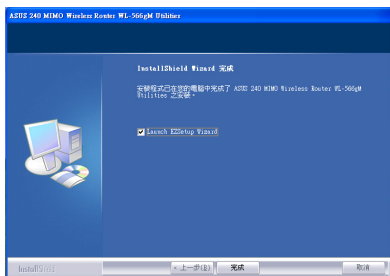 ASUS 240 MIMO Wireless Router WL-566gM Utilities
InstallShield Wizard 完成
安裝程式已在您的電腦中完成了 ASUS 240 MIMO Wireless Router WL-566gM
Utilities 之安裝。
Launch EZSetup Wizard
InstallShield
< 上一步(B)
完成
取消